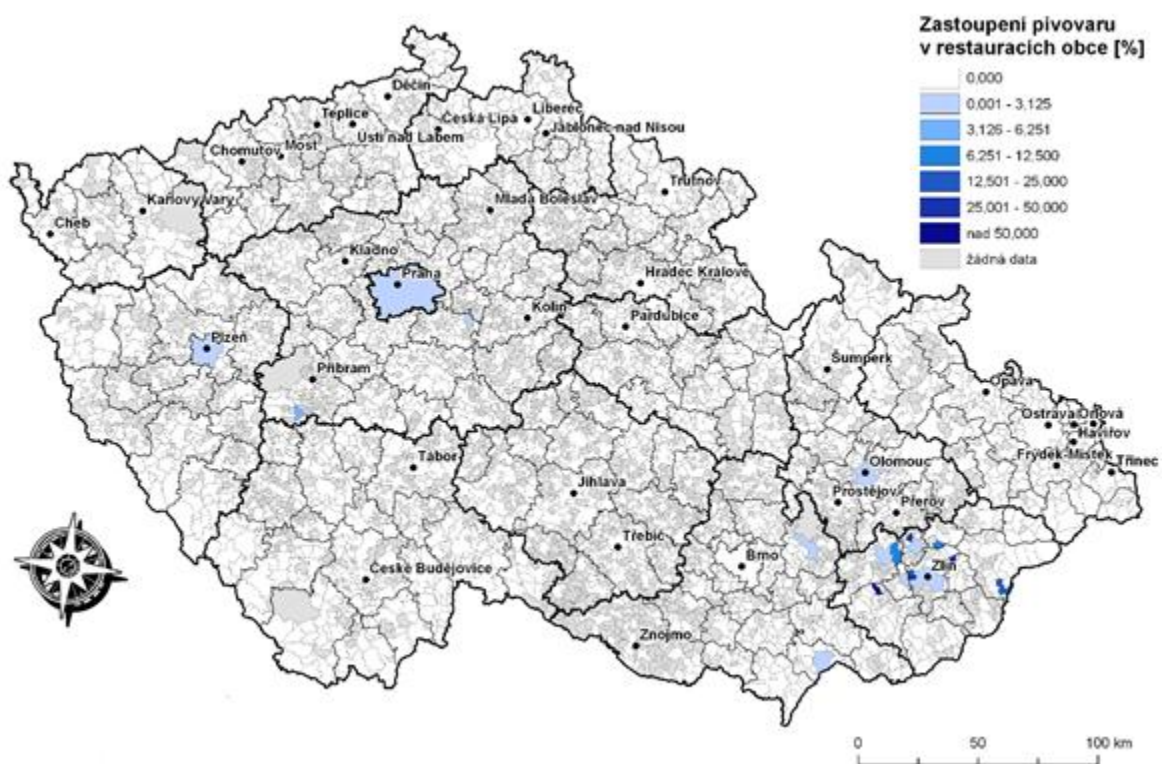 Zastoupení pivovaru
v restauracích obce [%]
0,000
0,001 - 3,125
3,126 - 6,251
6,251 - 12,500
12,501 - 25,000
25,001 - 50,000
nad 50,000
žádná data
Děčín
Teplice
Ústí nad Labem
Česká Lípa
Liberec
Jablonec nad Nisou
Chomutov
Most
Trutnov
Karlovy Vary
Cheb
Mladá Boleslav
Kladno
Praha
Hradec Králové
Kolín
Pardubice
Plzeň
Příbram
Šumperk
Opava
Ostrava
Orlová
Havířov
Frýdek-Místek
Třinec
Tábor
Jihlava
Olomouc
Prostějov
Přerov
Třebíč
Brno
Zlín
České Budějovice
Znojmo
0 50 100 km